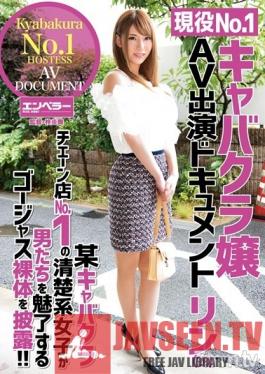 Kyabakura
No.1
HOSTESS
AV
DOCUMENT
エンペラー
現役No.1
キャバクラ嬢
AV出演ドキュメント
某キャバクラ
チェーン店No.1の清楚系女子が
男たちを魅了する
ゴージャス裸体を披露!!
JAVSEEN.TV
FREE JAV LIBRARY